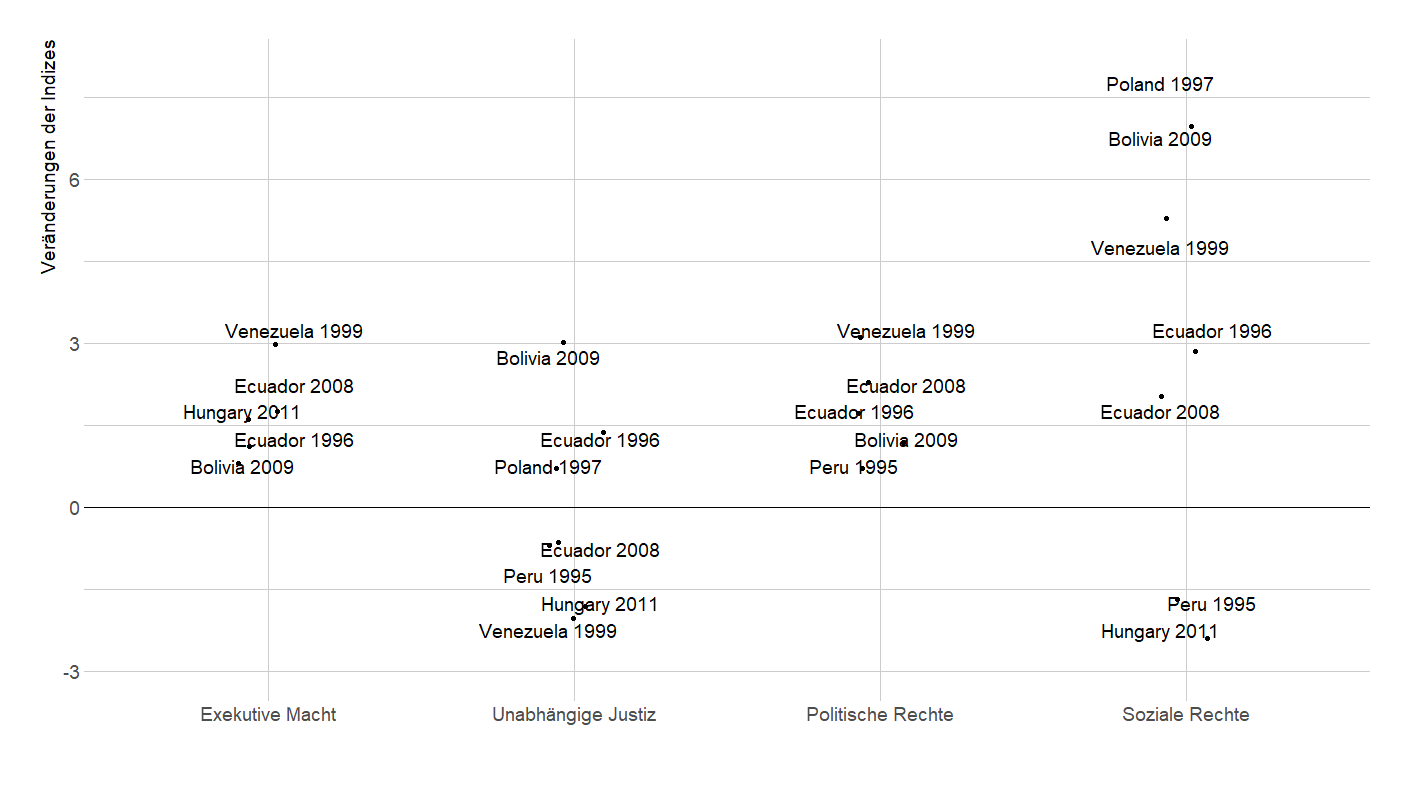 Veränderungen der Indizes
6
3
0
-3
Venezuela 1999
Ecuador 2008
Hungary 2011
Ecuador 1996
Bolivia 2009
Bolivia 2009
Ecuador 1996
Poland 1997
Ecuador 2008
Peru 1995
Hungary 2011
Venezuela 1999
Venezuela 1999
Ecuador 2008
Ecuador 1996
Bolivia 2009
Peru 1995
Poland 1997
Bolivia 2009
Venezuela 1999
Ecuador 1996
Ecuador 2008
Peru 1995
Hungary 2011
Exekutive Macht
Unabhängige Justiz
Politische Rechte
Soziale Rechte